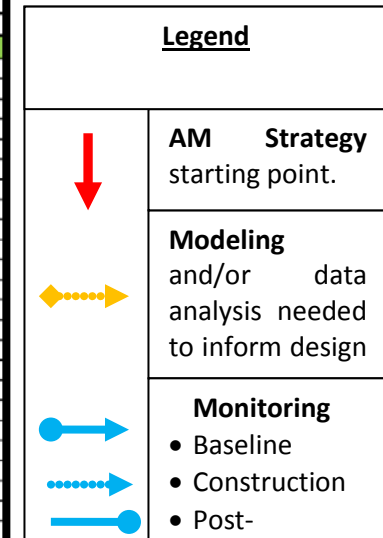 Legend
AM Strategy
starting point.
Modeling
and/or data
analysis needed
to inform design
Monitoring
• Baseline
• Construction
• Post-